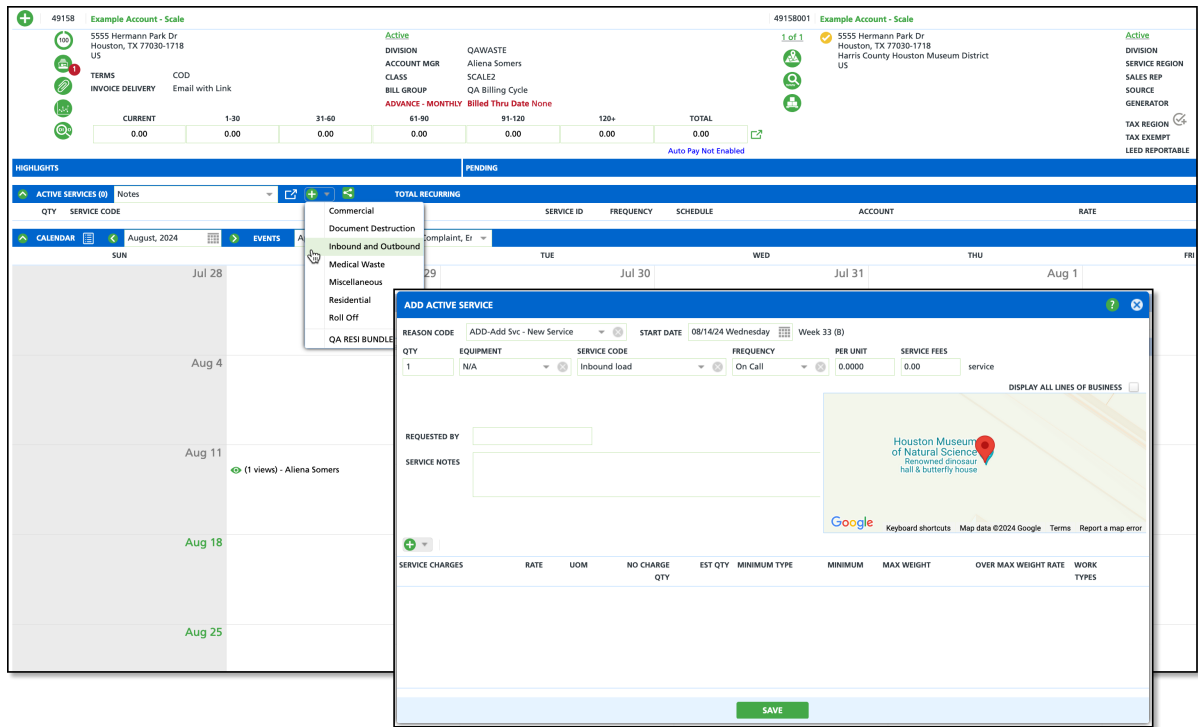 49158 Example Account - Scale 49158001 Example Account - Scale
100 5555 Hermann Park Dr Active 1 of 1 5555 Hermann Park Dr Active
Houston, TX 77030-1718 Houston, TX 77030-1718
US DIVISION QAWASTE Harris County Houston Museum District DIVISION
1 ACCOUNT MGR Aliena Somers US SERVICE REGION
TERMS COD CLASS SCALE2 SALES REP
INVOICE DELIVERY Email with Link BILL GROUP QA Billing Cycle SOURCE
ADVANCE - MONTHLY Billed Thru Date None GENERATOR
CURRENT 1-30 31-60 61-90 91-120 120+ TOTAL TAX REGION
0.00 0.00 0.00 0.00 0.00 0.00 0.00 TAX EXEMPT
Auto Pay Not Enabled LEED REPORTABLE
HIGHLIGHTS PENDING
ACTIVE SERVICES (0) Notes TOTAL RECURRING
QTY SERVICE CODE SERVICE ID FREQUENCY SCHEDULE ACCOUNT RATE
Commercial
Document Destruction
Inbound and Outbound
Medical Waste
Miscellaneous
Residential
Roll Off
QA RESI BUNDLE
CALENDAR August, 2024 EVENTS A Complaint, Er
SUN TUE WED THU FRI
Jul 28 29 Jul 30 Jul 31 Aug 1
Aug 4
Aug 11
(1 views) - Aliena Somers
Aug 18
Aug 25
ADD ACTIVE SERVICE ?
REASON CODE ADD-Add Svc - New Service START DATE 08/14/24 Wednesday Week 33 (B)
QTY EQUIPMENT SERVICE CODE FREQUENCY PER UNIT SERVICE FEES
1 N/A Inbound load On Call 0.0000 0.00 service
DISPLAY ALL LINES OF BUSINESS
REQUESTED BY
SERVICE NOTES
Houston Museum
of Natural Science
Renowned dinosaur
hall & butterfly house
Google Keyboard shortcuts Map data ©2024 Google Terms Report a map error
SERVICE CHARGES RATE UOM NO CHARGE QTY EST QTY MINIMUM TYPE MINIMUM MAX WEIGHT OVER MAX WEIGHT RATE WORK TYPES
SAVE